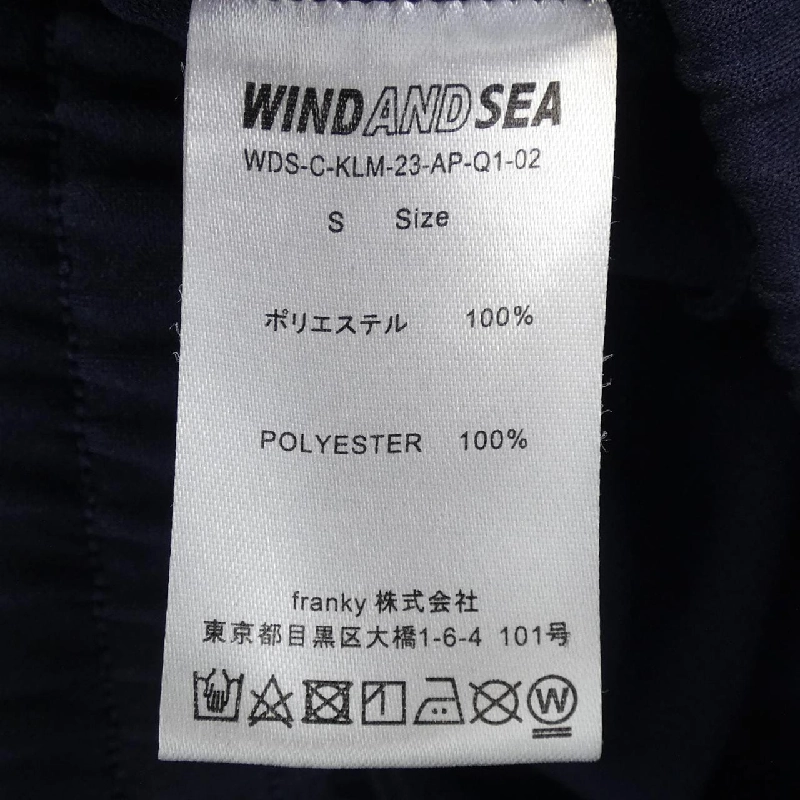 WINDANDSEA
WDS-C-KLM-23-AP-Q1-02
S Size
ポリエステル 100%
POLYESTER 100%
franky 株式会社
東京都目黒区大橋1-6-4 101号
W